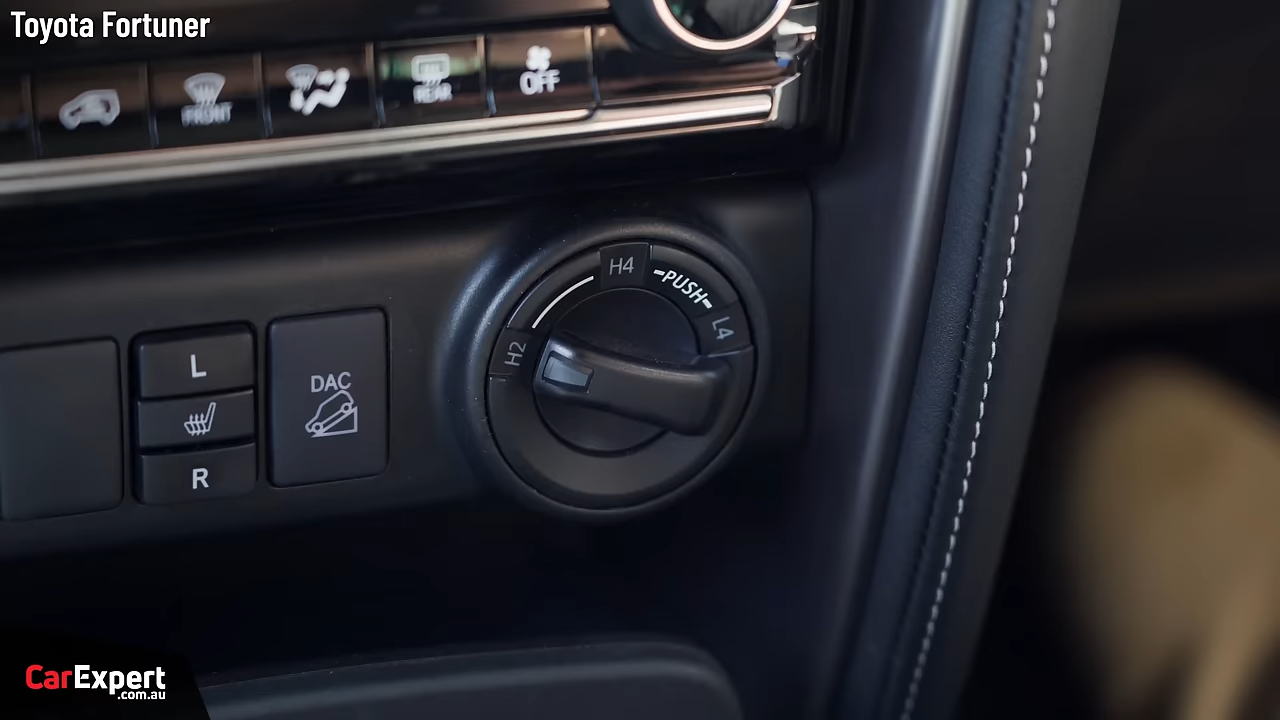 Toyota Fortuner
FRONT
REAR
OFF
H4
-PUSH-
L4
H2
L
DAC
R
CarExpert
.com.au